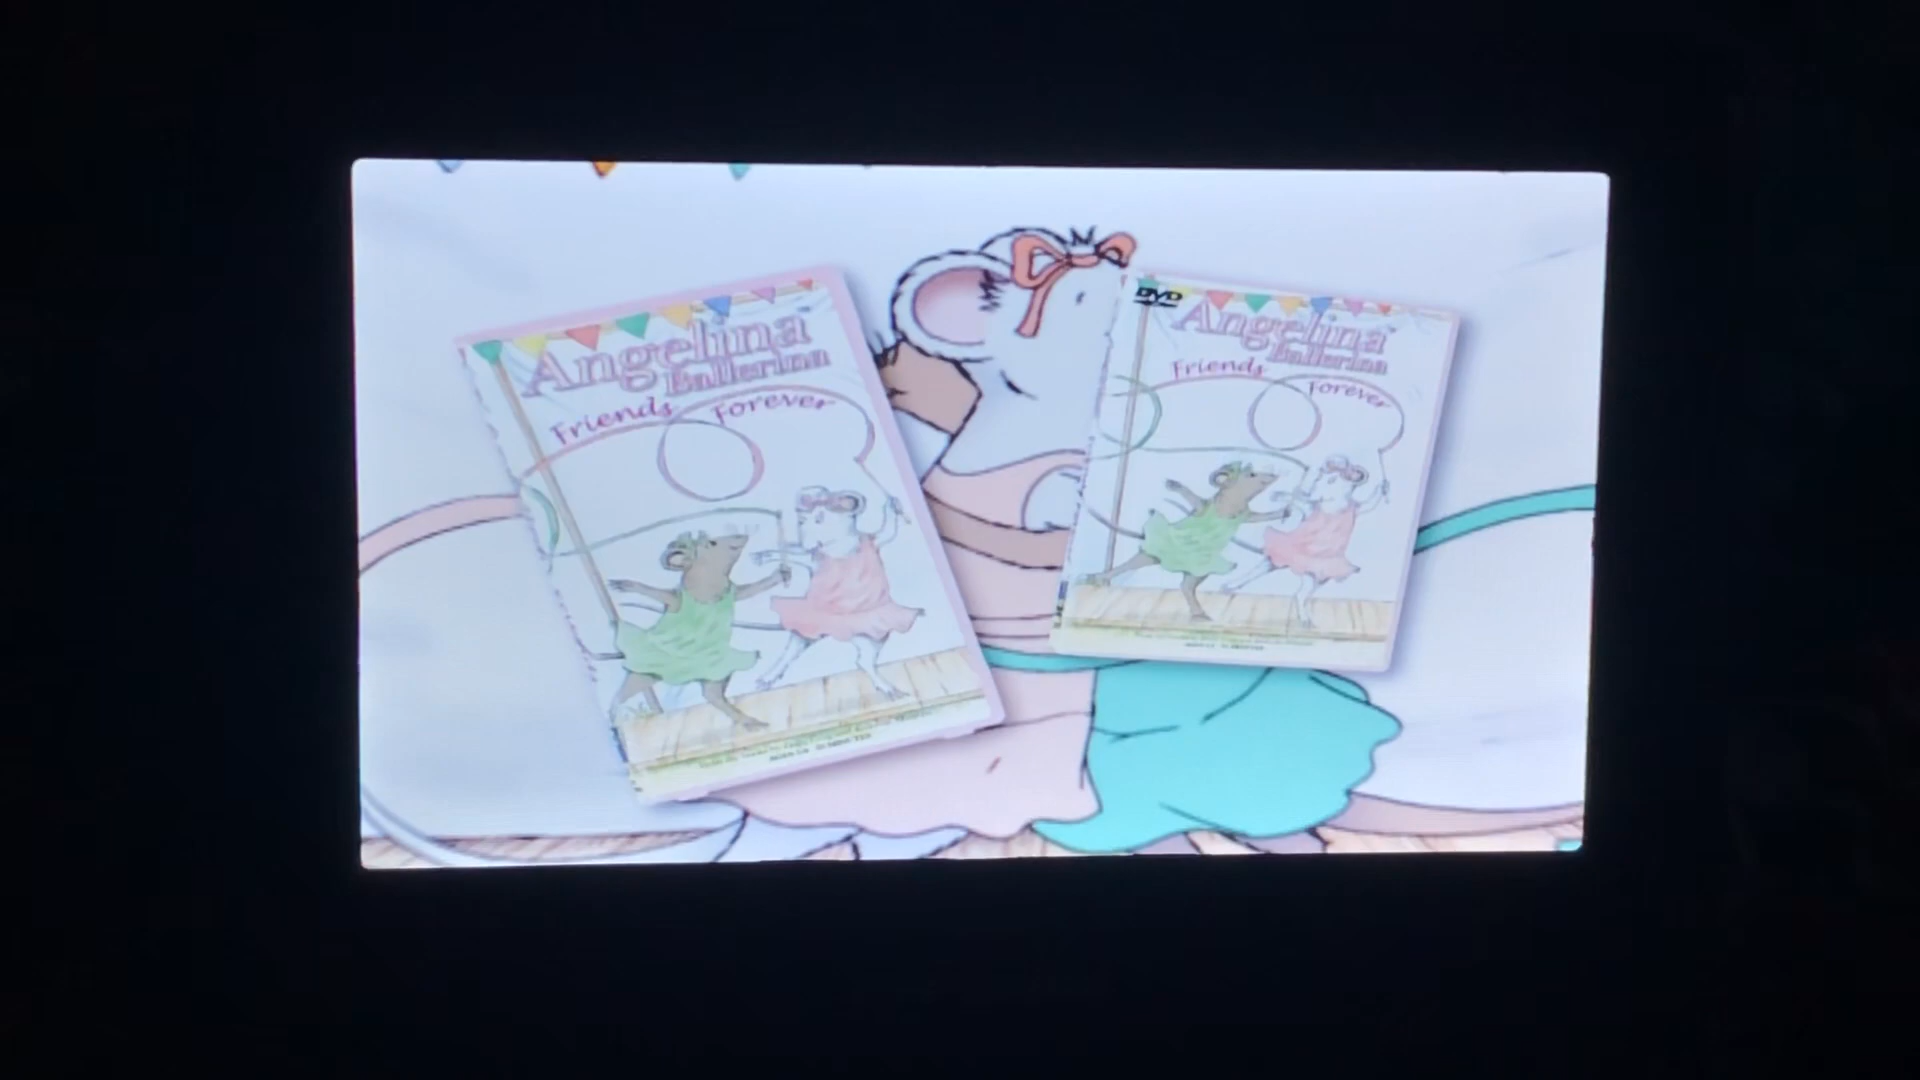 Angelina
Ballerina
Friends Forever
DVD
Angelina
Ballerina
Friends Forever